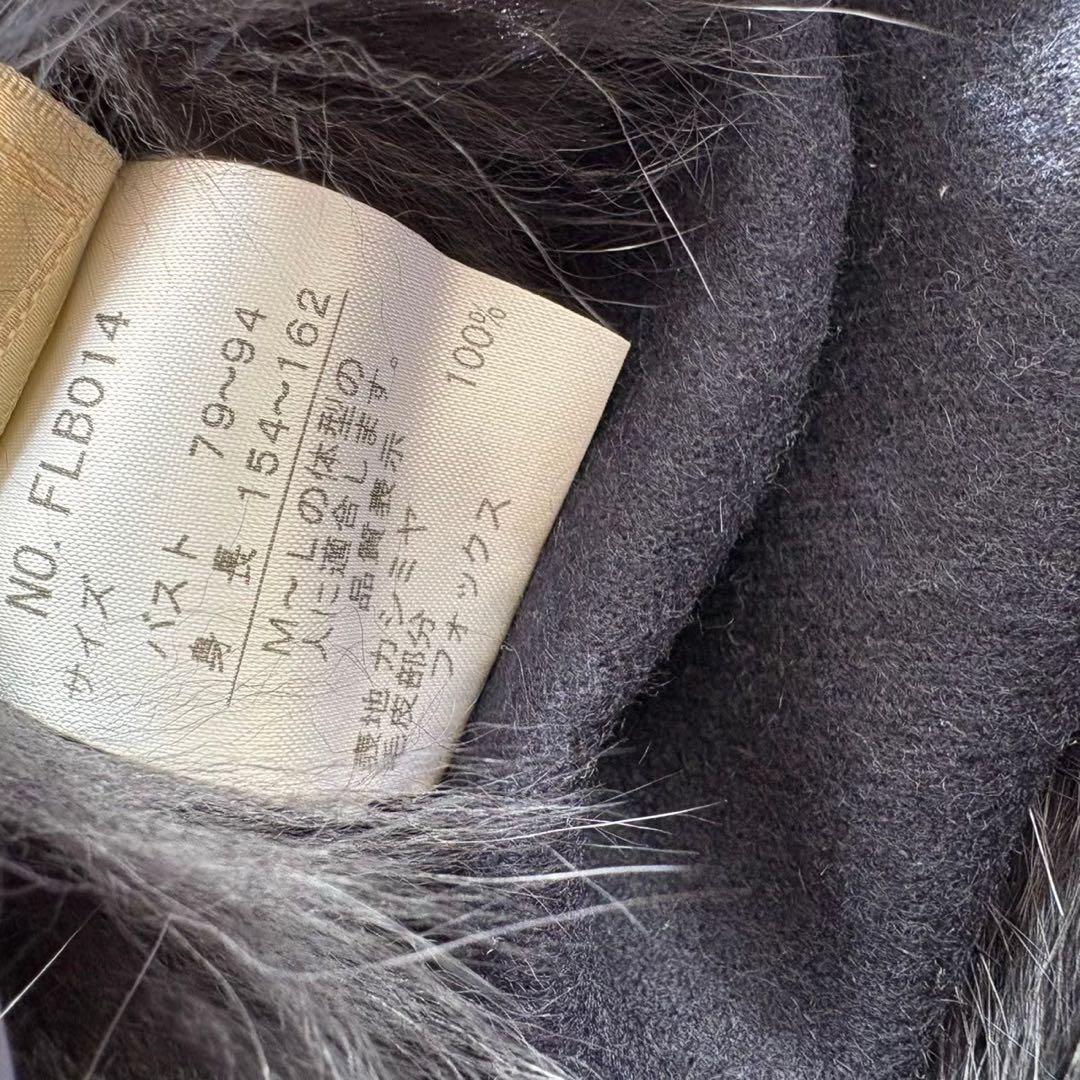 NO. FLB014
サイズ
バスト 79~94
身 長 154~162
M~Lの体型の
人に適合します。
品質表示
表地 カシミヤ 100%
毛皮部分
フォックス